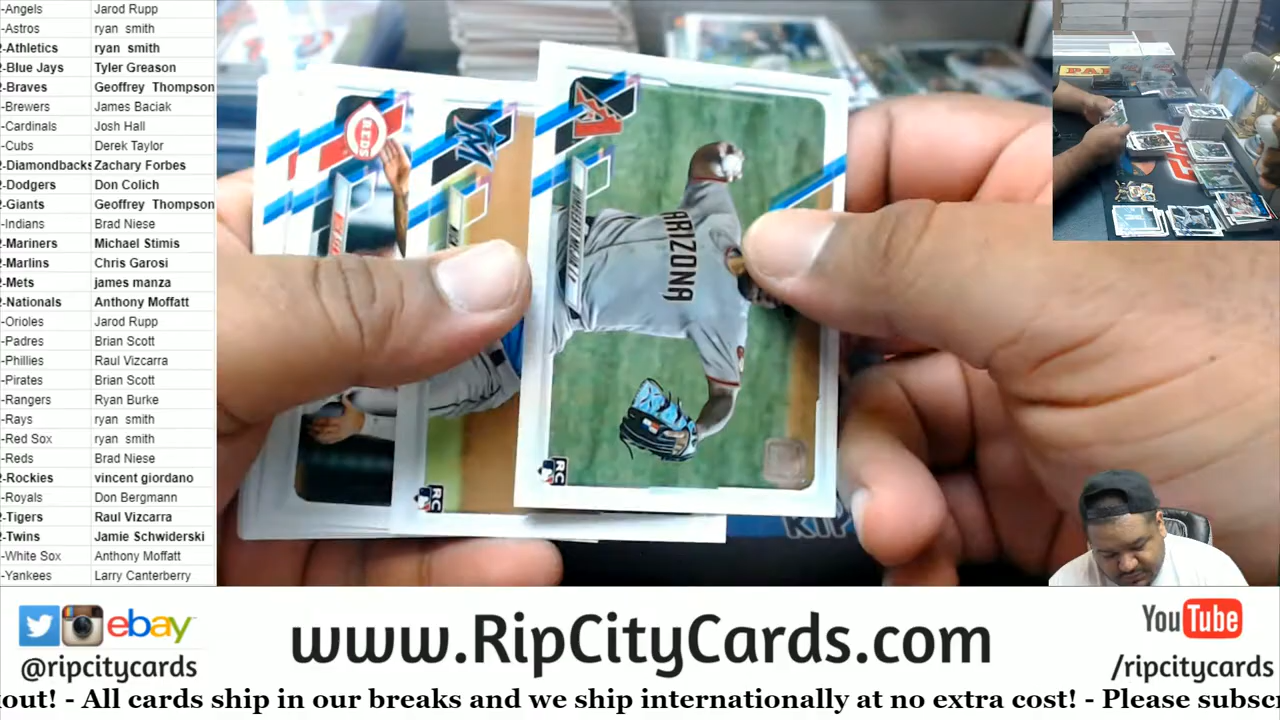 -Angels Jarod Rupp
-Astros ryan smith
2-Athletics ryan smith
2-Blue Jays Tyler Greason
2-Braves Geoffrey Thompson
-Brewers James Baciak
-Cardinals Josh Hall
-Cubs Derek Taylor
2-Diamondbacks Zachary Forbes
2-Dodgers Don Colich
2-Giants Geoffrey Thompson
-Indians Brad Niese
2-Mariners Michael Stimis
2-Marlins Chris Garosi
2-Mets james manza
2-Nationals Anthony Moffatt
-Orioles Jarod Rupp
-Padres Brian Scott
-Phillies Raul Vizcarra
-Pirates Brian Scott
-Rangers Ryan Burke
-Rays ryan smith
-Red Sox ryan smith
-Reds Brad Niese
2-Rockies vincent giordano
-Royals Don Bergmann
2-Tigers Raul Vizcarra
2-Twins Jamie Schwiderski
-White Sox Anthony Moffatt
-Yankees Larry Canterberry
REDS
ARIZONA
RC
RC
RIP
ebay
@ripcitycards
www.RipCityCards.com
YouTube
/ripcitycards
out! - All cards ship in our breaks and we ship internationally at no extra cost! - Please subsc